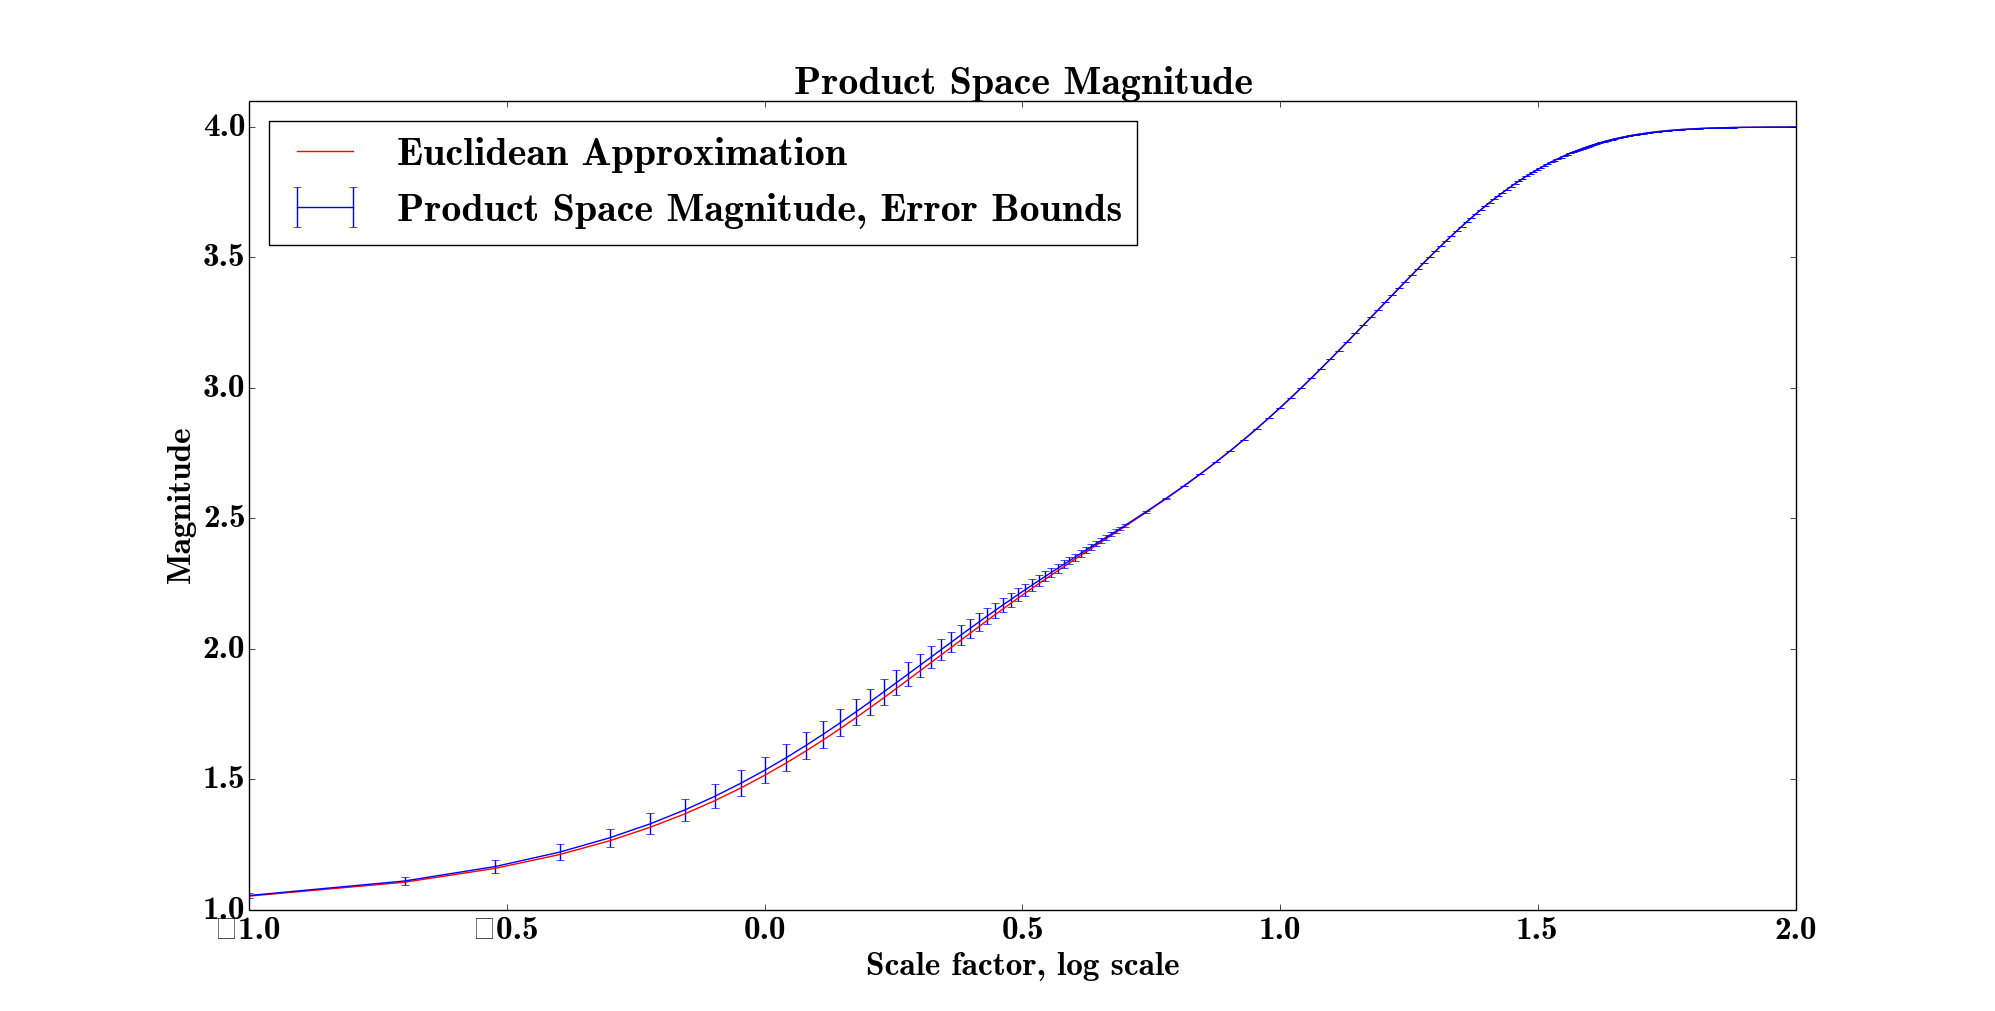 Product Space Magnitude
Euclidean Approximation
Product Space Magnitude, Error Bounds
Magnitude
4.0
3.5
3.0
2.5
2.0
1.5
1.0
□1.0 □0.5 0.0 0.5 1.0 1.5 2.0
Scale factor, log scale